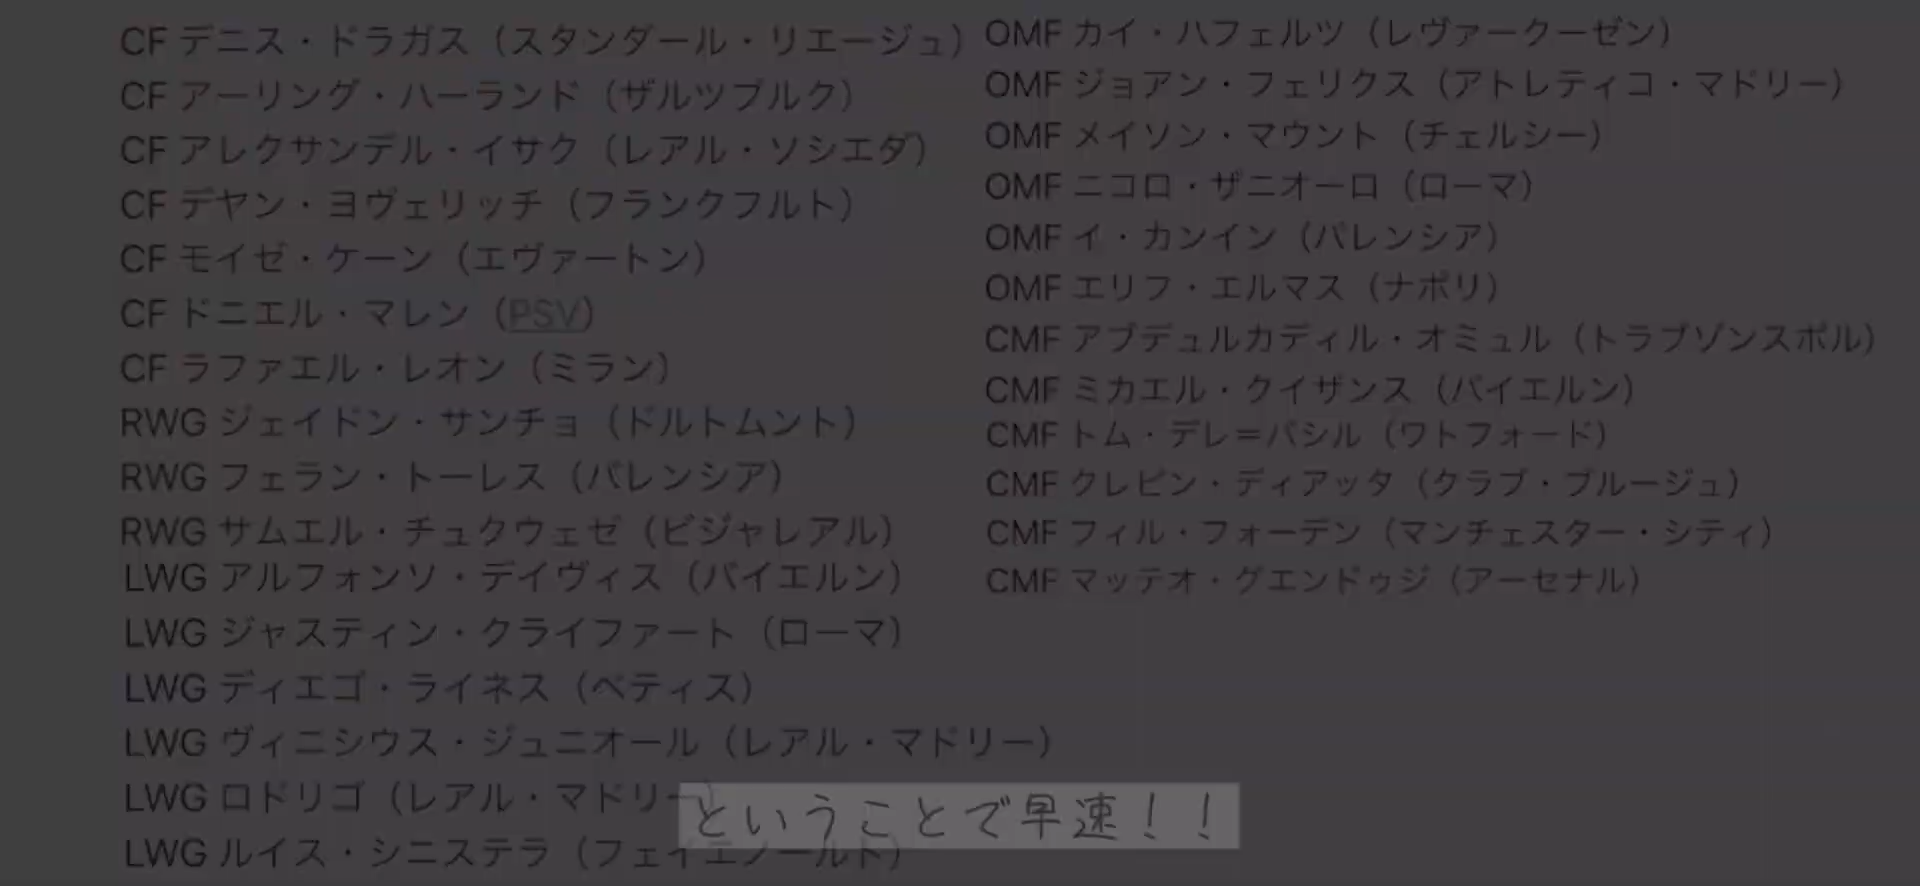 CF デニス・ドラガス（スタンダール・リエージュ）
CF アーリング・ハーランド（ザルツブルク）
CF アレクサンデル・イサク（レアル・ソシエダ）
CF デヤン・ヨヴェリッチ（フランクフルト）
CF モイゼ・ケーン（エヴァートン）
CF ドニエル・マレン（PSV）
CF ラファエル・レオン（ミラン）
RWG ジェイドン・サンチョ（ドルトムント）
RWG フェラン・トーレス（バレンシア）
RWG サムエル・チュクウェゼ（ビジャレアル）
LWG アルフォンソ・デイヴィス（バイエルン）
LWG ジャスティン・クライファート（ローマ）
LWG ディエゴ・ライネス（ベティス）
LWG ヴィニシウス・ジュニオール（レアル・マドリー）
LWG ロドリゴ（レアル・マドリー）
LWG ルイス・シニステラ（フェイエノールト）
OMF カイ・ハフェルツ（レヴァークーゼン）
OMF ジョアン・フェリクス（アトレティコ・マドリー）
OMF メイソン・マウント（チェルシー）
OMF ニコロ・ザニオーロ（ローマ）
OMF イ・カンイン（バレンシア）
OMF エリフ・エルマス（ナポリ）
CMF アブデュルカディル・オミュル（トラブゾンスポル）
CMF ミカエル・クイザンス（バイエルン）
CMF トム・デレ＝バシル（ワトフォード）
CMF クレピン・ディアッタ（クラブ・ブルージュ）
CMF フィル・フォーデン（マンチェスター・シティ）
CMF マッテオ・グエンドゥジ（アーセナル）
ということで早速！！